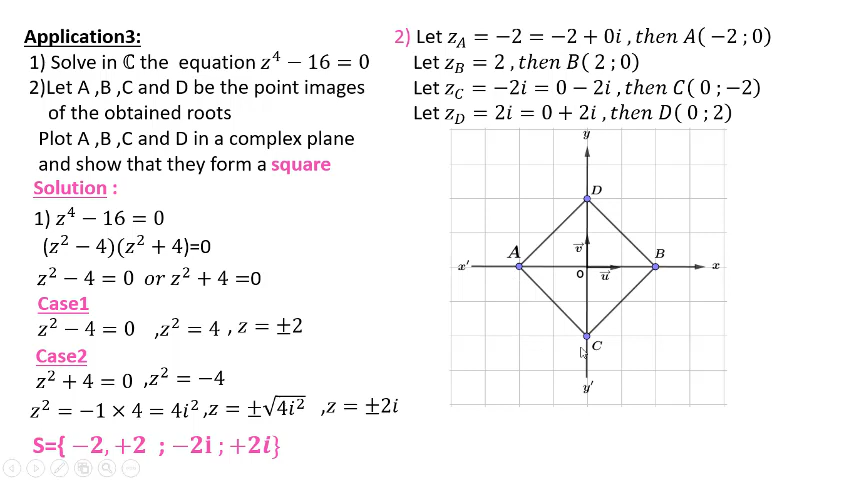 Application3:
1) Solve in ℂ the equation z⁴ − 16 = 0
2)Let A ,B ,C and D be the point images
of the obtained roots
Plot A ,B ,C and D in a complex plane
and show that they form a square
Solution :
1) z⁴ − 16 = 0
(z² − 4)(z² + 4)=0
z² − 4 = 0 or z² + 4 =0
Case1
z² − 4 = 0 ,z² = 4 , z = ±2
Case2
z² + 4 = 0 ,z² = −4
z² = −1 × 4 = 4i² ,z = ±√4i² ,z = ±2i
S={ −2, +2 ; −2i ; +2i}
2) Let z_A = −2 = −2 + 0i , then A( −2 ; 0)
Let z_B = 2 , then B( 2 ; 0)
Let z_C = −2i = 0 − 2i , then C( 0 ; −2)
Let z_D = 2i = 0 + 2i , then D( 0 ; 2)
y
D
A
v⃗
B
x′
O
u⃗
x
C
y′